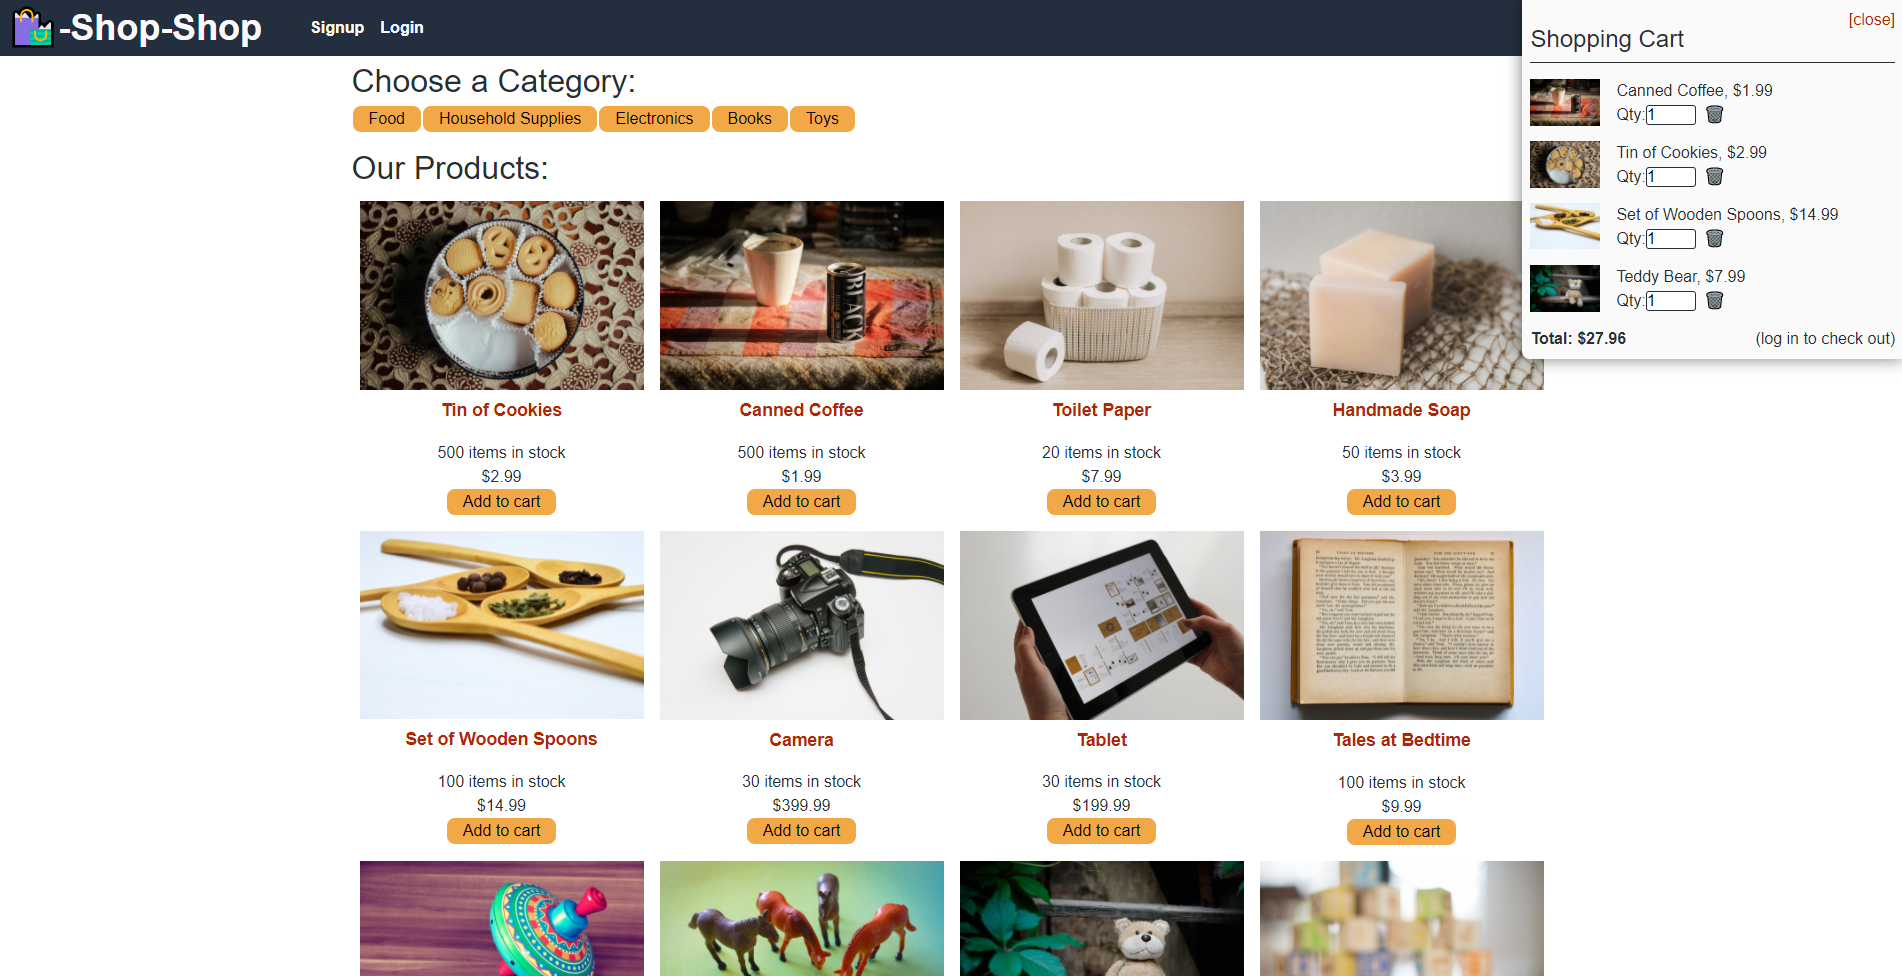 -Shop-Shop
Signup Login
Choose a Category:
Food Household Supplies Electronics Books Toys
Our Products:
BLACK
Tin of Cookies
500 items in stock
$2.99
Add to cart
Canned Coffee
500 items in stock
$1.99
Add to cart
Toilet Paper
20 items in stock
$7.99
Add to cart
Handmade Soap
50 items in stock
$3.99
Add to cart
Set of Wooden Spoons
100 items in stock
$14.99
Add to cart
Camera
30 items in stock
$399.99
Add to cart
Tablet
30 items in stock
$199.99
Add to cart
Tales at Bedtime
100 items in stock
$9.99
Add to cart
[close]
Shopping Cart
Canned Coffee, $1.99
Qty:1
Tin of Cookies, $2.99
Qty:1
Set of Wooden Spoons, $14.99
Qty:1
Teddy Bear, $7.99
Qty:1
Total: $27.96 (log in to check out)